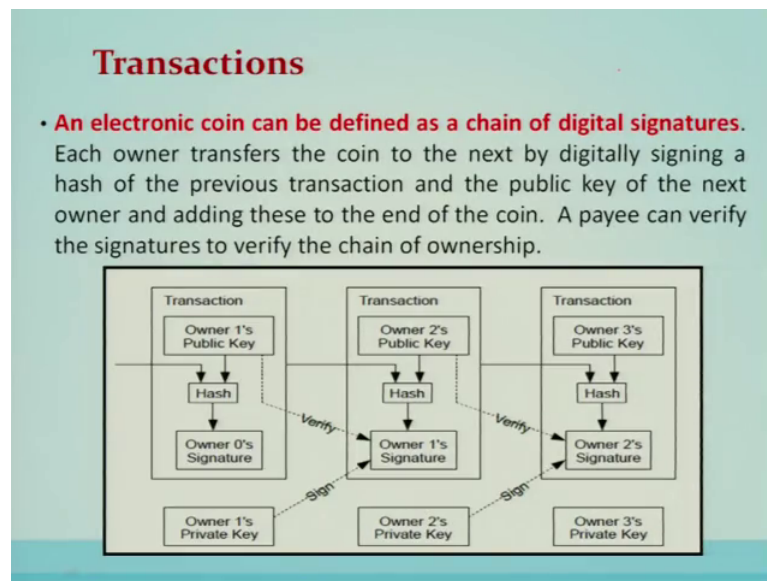 Transactions
• An electronic coin can be defined as a chain of digital signatures.
Each owner transfers the coin to the next by digitally signing a
hash of the previous transaction and the public key of the next
owner and adding these to the end of the coin. A payee can verify
the signatures to verify the chain of ownership.
Transaction
Transaction
Transaction
Owner 1's
Public Key
Owner 2's
Public Key
Owner 3's
Public Key
Hash
Hash
Hash
Verify
Verify
Owner 0's
Signature
Owner 1's
Signature
Owner 2's
Signature
Sign
Sign
Owner 1's
Private Key
Owner 2's
Private Key
Owner 3's
Private Key